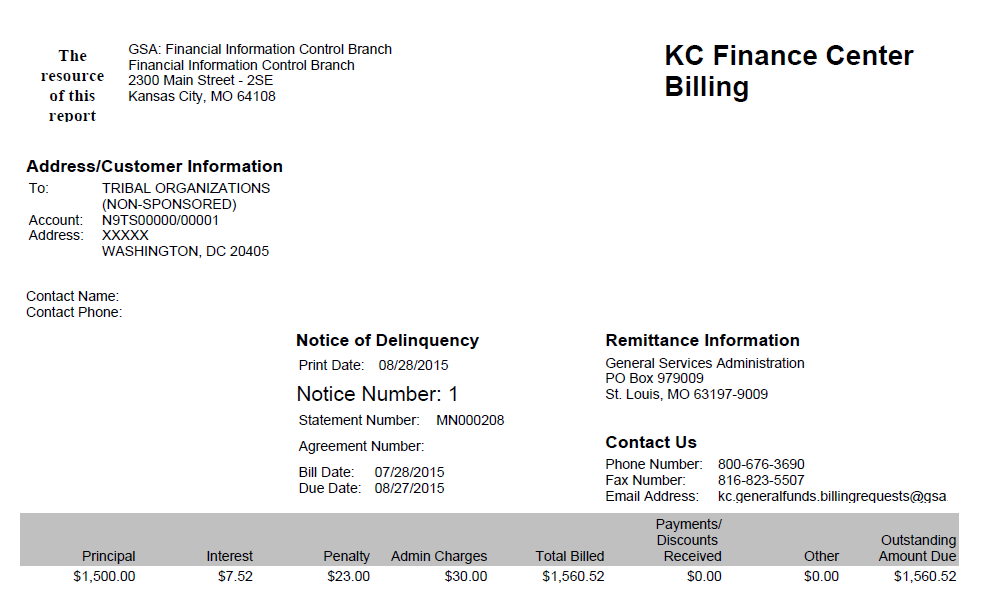 The
resource
of this
report
GSA: Financial Information Control Branch
Financial Information Control Branch
2300 Main Street - 2SE
Kansas City, MO 64108
KC Finance Center
Billing
Address/Customer Information
To: TRIBAL ORGANIZATIONS
(NON-SPONSORED)
Account: N9TS00000/00001
Address: XXXXX
WASHINGTON, DC 20405
Contact Name:
Contact Phone:
Notice of Delinquency
Print Date: 08/28/2015
Notice Number: 1
Statement Number: MN000208
Agreement Number:
Bill Date: 07/28/2015
Due Date: 08/27/2015
Remittance Information
General Services Administration
PO Box 979009
St. Louis, MO 63197-9009
Contact Us
Phone Number: 800-676-3690
Fax Number: 816-823-5507
Email Address: kc.generalfunds.billingrequests@gsa
Principal Interest Penalty Admin Charges Total Billed Payments/ Discounts Received Other Outstanding Amount Due
$1,500.00 $7.52 $23.00 $30.00 $1,560.52 $0.00 $0.00 $1,560.52